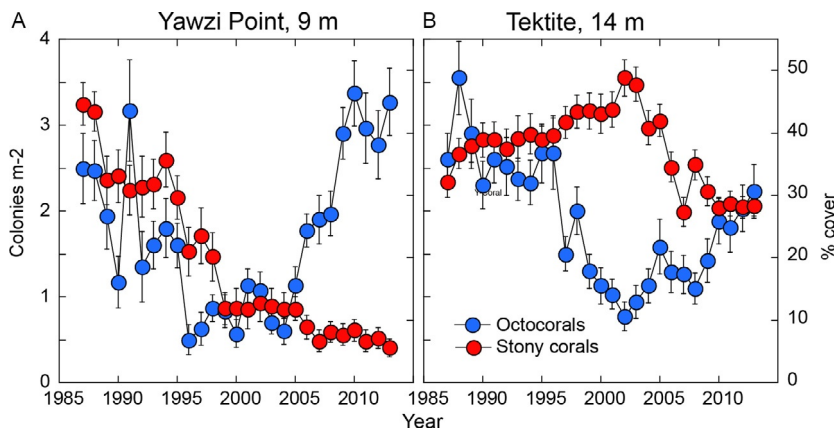 A Yawzi Point, 9 m
B Tektite, 14 m
Colonies m-2
4
3
2
1
0
50
40
30
20
10
0
% cover
Coral
Octocorals
Stony corals
1985 1990 1995 2000 2005 2010
1985 1990 1995 2000 2005 2010
Year